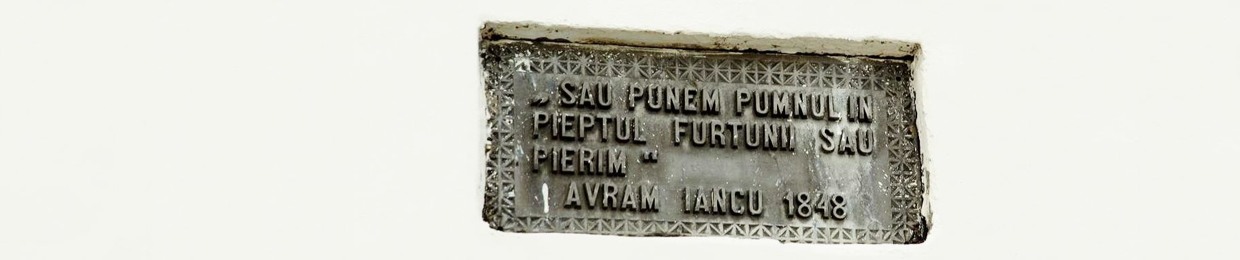 „ SAU PUNEM PUMNUL IN
PIEPTUL FURTUNII SAU
PIERIM “
AVRAM IANCU 1848